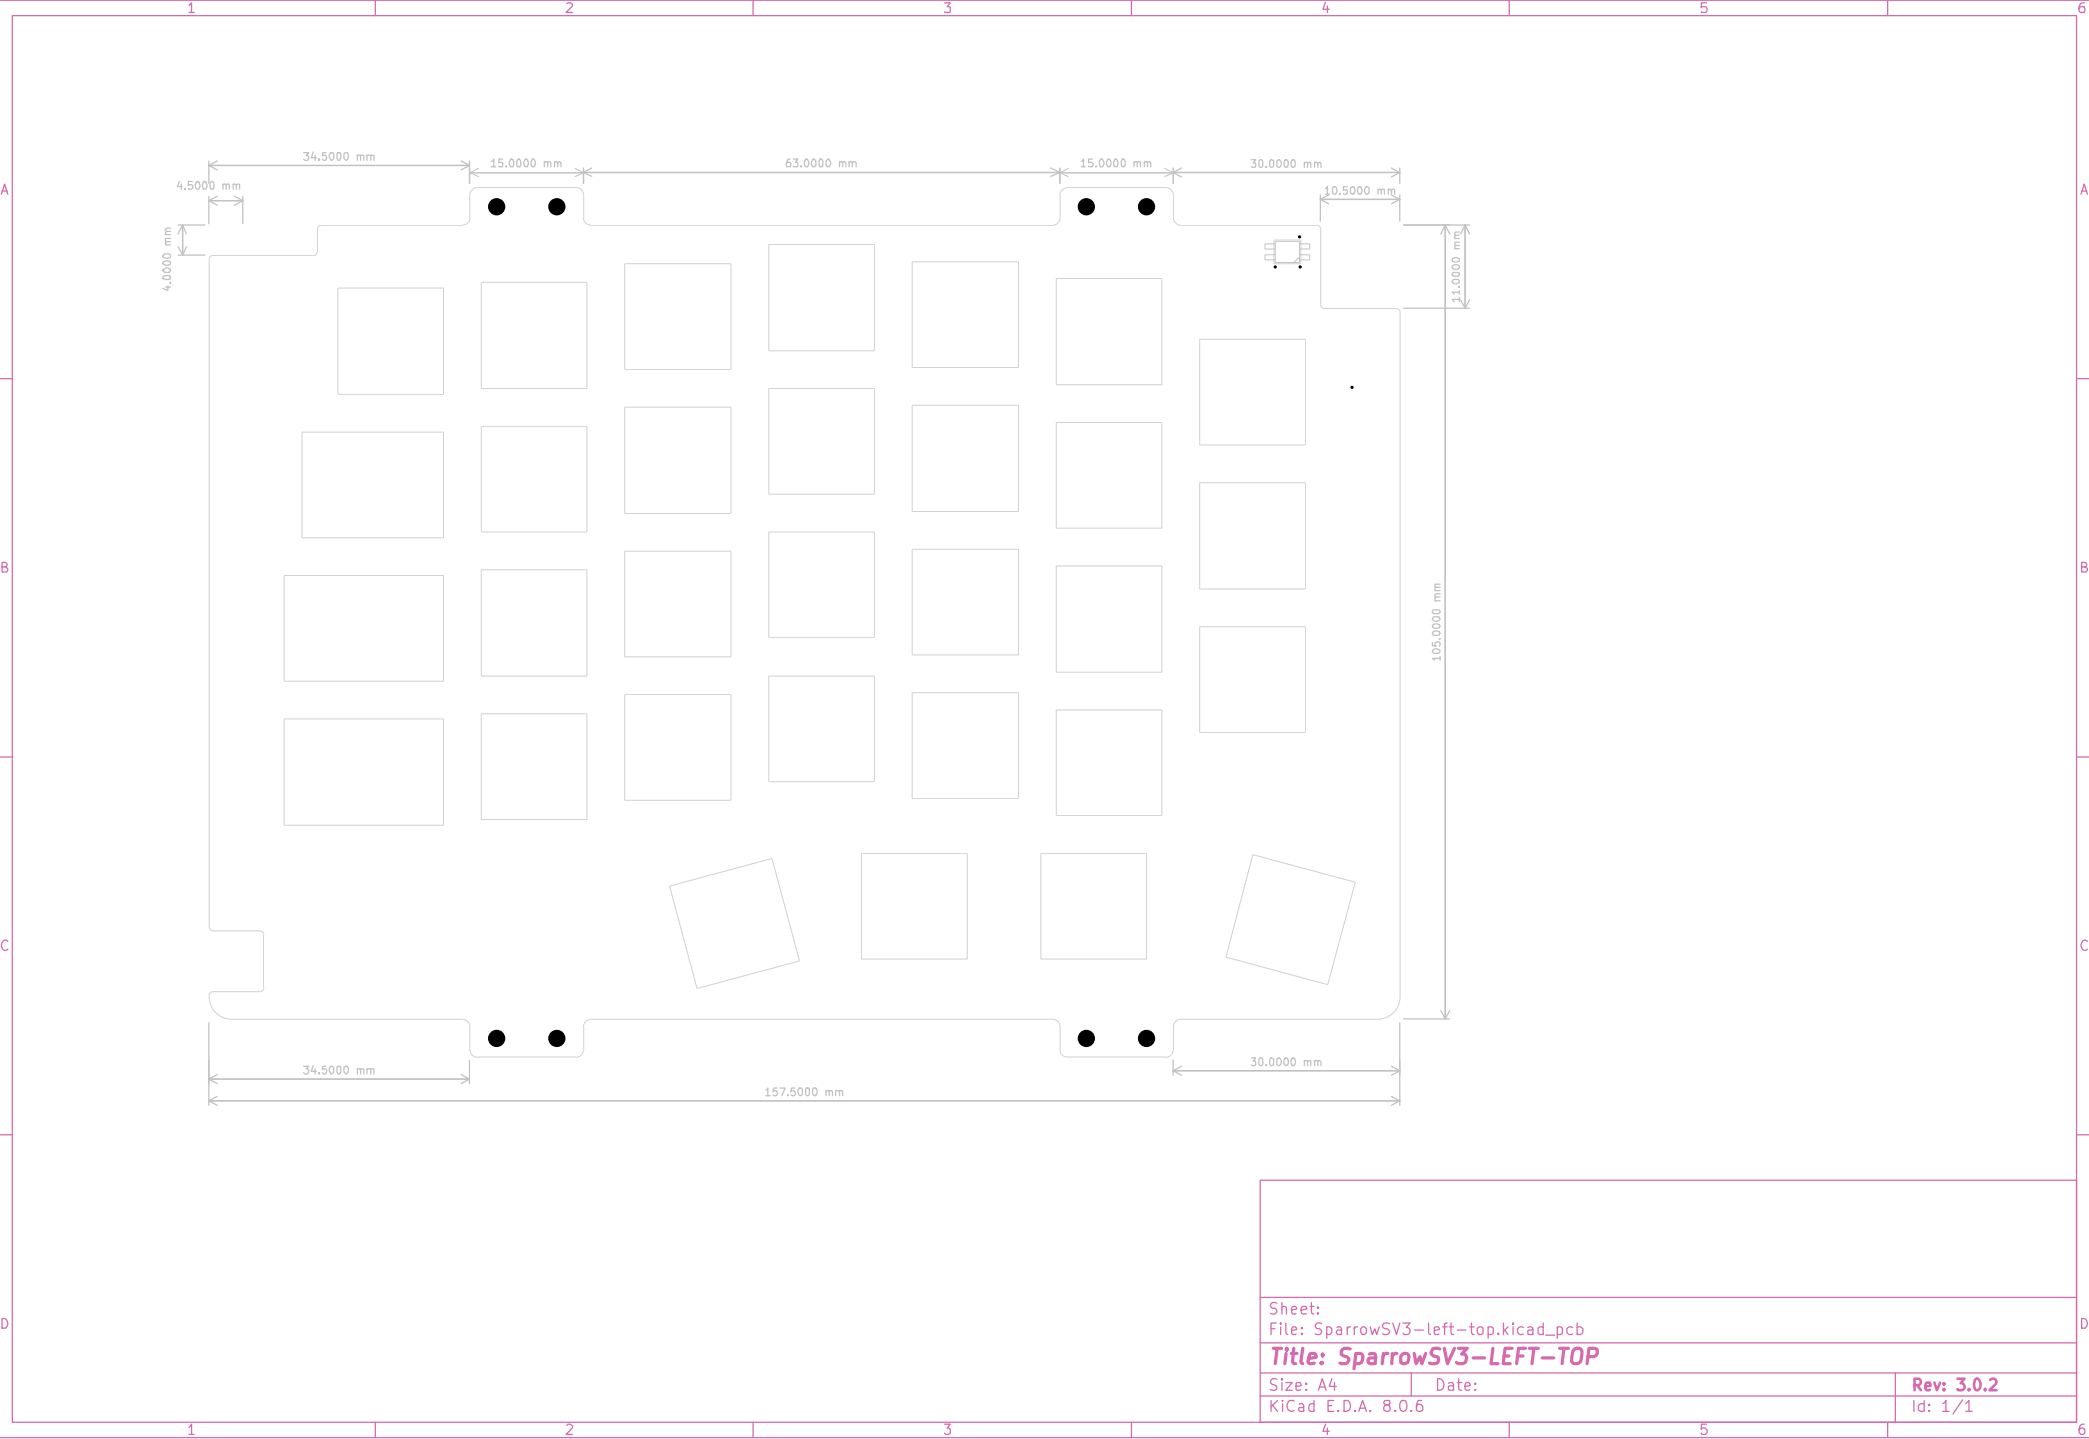 1 2 3 4 5 6
34.5000 mm
15.0000 mm
63.0000 mm
15.0000 mm
30.0000 mm
4.5000 mm
10.5000 mm
A A
4.0000 mm
11.0000 mm
B B
105.0000 mm
C C
34.5000 mm
30.0000 mm
157.5000 mm
Sheet:
File: SparrowSV3-left-top.kicad_pcb
D D
Title: SparrowSV3-LEFT-TOP
Size: A4 Date: Rev: 3.0.2
KiCad E.D.A. 8.0.6 Id: 1/1
1 2 3 4 5 6